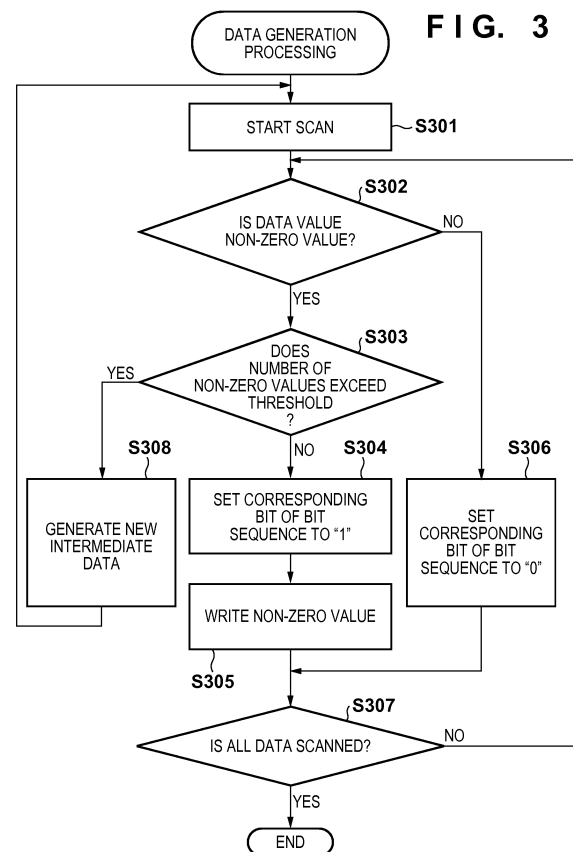 FIG. 3
DATA GENERATION
PROCESSING
START SCAN
S301
S302
IS DATA VALUE
NON-ZERO VALUE?
NO
YES
S303
DOES
NUMBER OF
NON-ZERO VALUES EXCEED
THRESHOLD
?
YES
NO
S308
GENERATE NEW
INTERMEDIATE
DATA
S304
SET CORRESPONDING
BIT OF BIT
SEQUENCE TO “1”
S306
SET
CORRESPONDING
BIT OF BIT
SEQUENCE TO “0”
WRITE NON-ZERO VALUE
S305
S307
IS ALL DATA SCANNED?
NO
YES
END